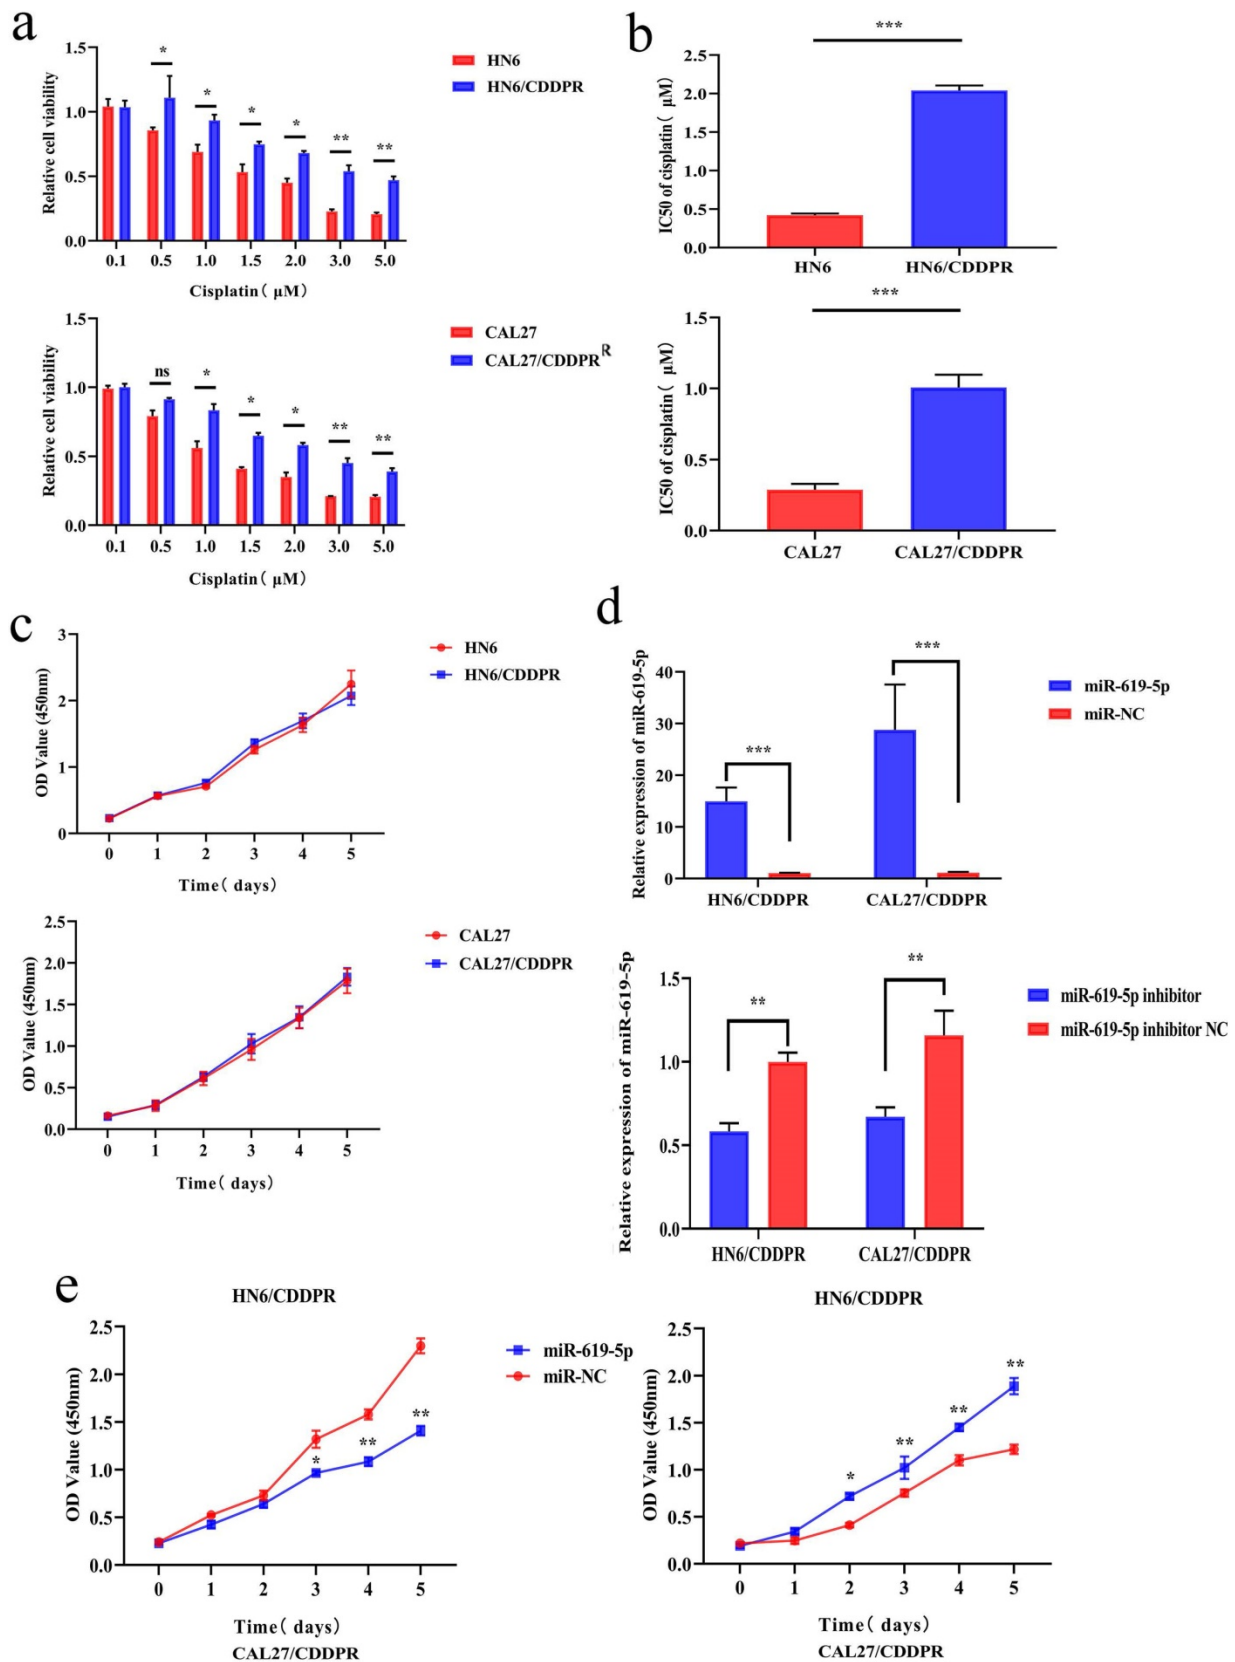 a
1.5
1.0
0.5
0.0
Relative cell viability
*
*
*
*
**
**
0.1 0.5 1.0 1.5 2.0 3.0 5.0
Cisplatin( μM)
HN6
HN6/CDDPR
1.5
1.0
0.5
0.0
Relative cell viability
ns
*
*
*
**
**
0.1 0.5 1.0 1.5 2.0 3.0 5.0
Cisplatin( μM)
CAL27
CAL27/CDDPR R
b
***
2.5
2.0
1.5
1.0
0.5
0.0
IC50 of cisplatin( μM)
HN6 HN6/CDDPR
***
1.5
1.0
0.5
0.0
IC50 of cisplatin( μM)
CAL27 CAL27/CDDPR
c
3
2
1
0
OD Value (450nm)
0 1 2 3 4 5
Time( days)
HN6
HN6/CDDPR
2.5
2.0
1.5
1.0
0.5
0.0
OD Value (450nm)
0 1 2 3 4 5
Time( days)
CAL27
CAL27/CDDPR
d
40
30
20
10
0
Relative expression of miR-619-5p
***
***
HN6/CDDPR CAL27/CDDPR
miR-619-5p
miR-NC
1.5
1.0
0.5
0.0
Relative expression of miR-619-5p
**
**
HN6/CDDPR CAL27/CDDPR
miR-619-5p inhibitor
miR-619-5p inhibitor NC
e
HN6/CDDPR
2.5
2.0
1.5
1.0
0.5
0.0
OD Value (450nm)
*
**
**
0 1 2 3 4 5
Time( days)
CAL27/CDDPR
miR-619-5p
miR-NC
HN6/CDDPR
2.5
2.0
1.5
1.0
0.5
0.0
OD Value (450nm)
*
**
**
**
0 1 2 3 4 5
Time( days)
CAL27/CDDPR